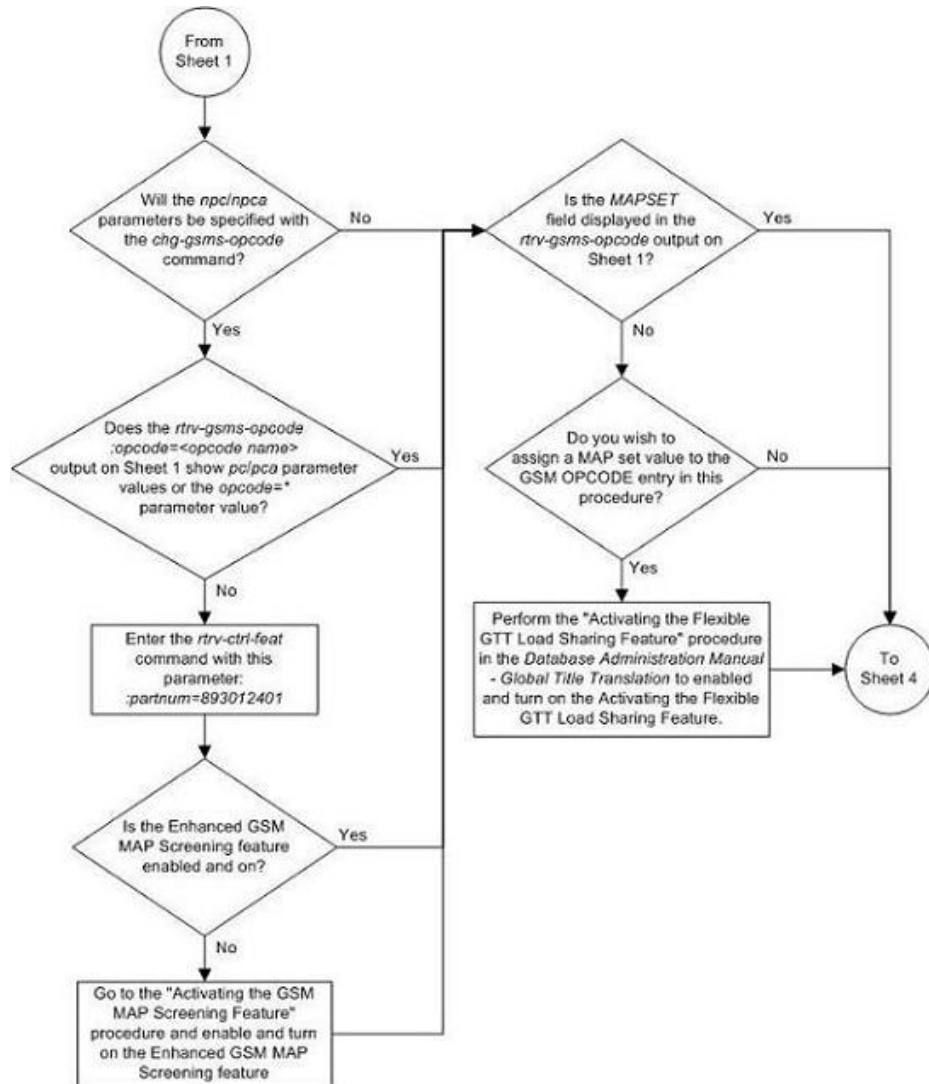 From
Sheet 1
Will the npc/npca
parameters be specified with
the chg-gsms-opcode
command?
No
Yes
Does the rtrv-gsms-opcode
:opcode=<opcode name>
output on Sheet 1 show pc/pca parameter
values or the opcode=*
parameter value?
Yes
No
Enter the rtrv-ctrl-feat
command with this
parameter:
:partnum=893012401
Is the Enhanced GSM
MAP Screening feature
enabled and on?
Yes
No
Go to the "Activating the GSM
MAP Screening Feature"
procedure and enable and turn
on the Enhanced GSM MAP
Screening feature
Is the MAPSET
field displayed in the
rtrv-gsms-opcode output on
Sheet 1?
Yes
No
Do you wish to
assign a MAP set value to the
GSM OPCODE entry in this
procedure?
No
Yes
Perform the "Activating the Flexible
GTT Load Sharing Feature" procedure
in the Database Administration Manual
- Global Title Translation to enabled
and turn on the Activating the Flexible
GTT Load Sharing Feature.
To
Sheet 4